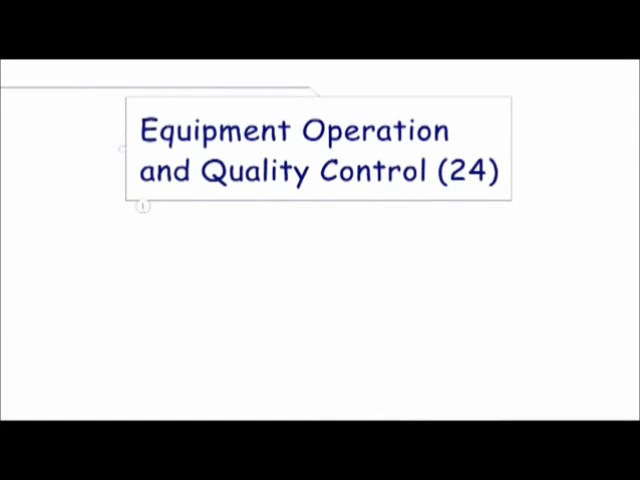 Equipment Operation
and Quality Control (24)